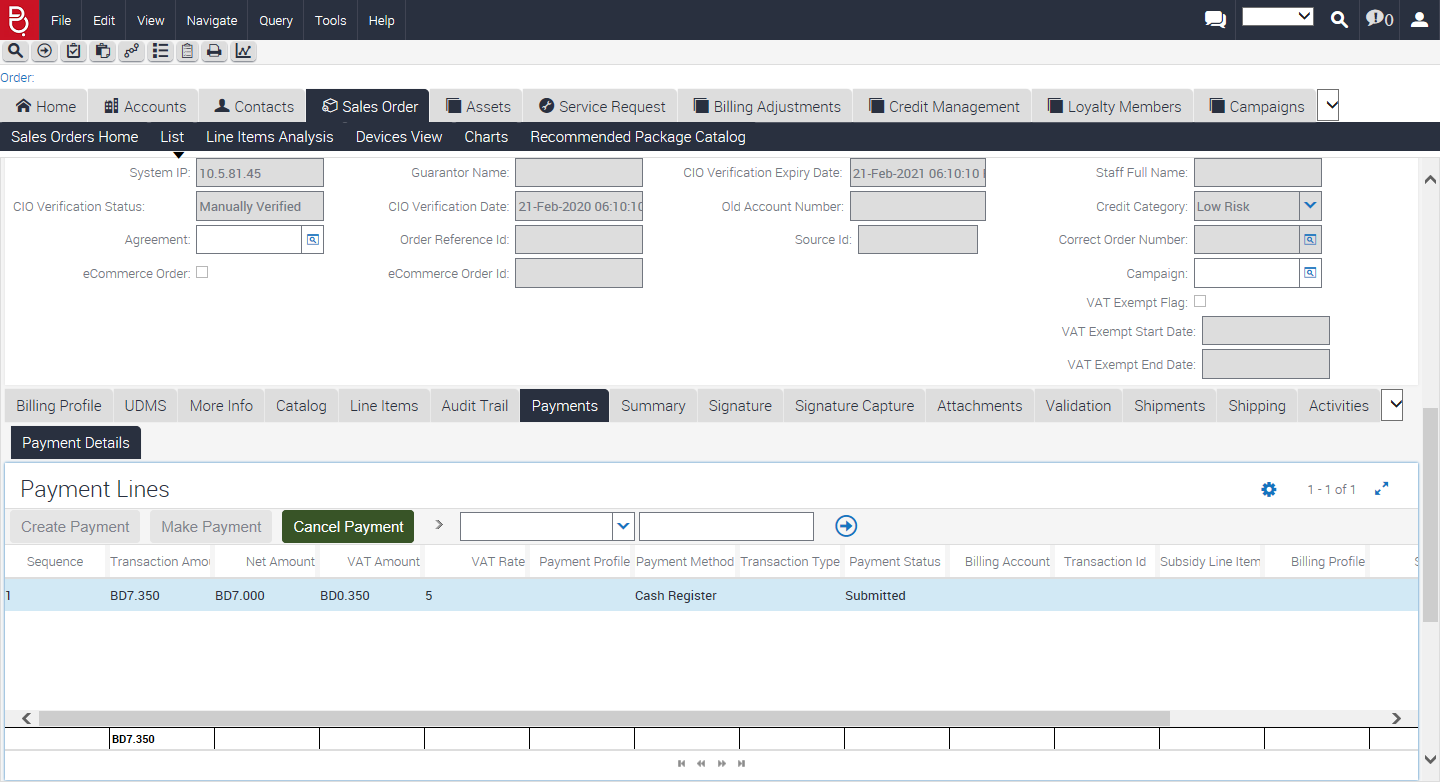 File Edit View Navigate Query Tools Help 0
Order:
Home Accounts Contacts Sales Order Assets Service Request Billing Adjustments Credit Management Loyalty Members Campaigns
Sales Orders Home List Line Items Analysis Devices View Charts Recommended Package Catalog
System IP: 10.5.81.45 Guarantor Name: CIO Verification Expiry Date: 21-Feb-2021 06:10:10 Staff Full Name:
CIO Verification Status: Manually Verified CIO Verification Date: 21-Feb-2020 06:10:10 Old Account Number: Credit Category: Low Risk
Agreement: Order Reference Id: Source Id: Correct Order Number:
eCommerce Order: eCommerce Order Id: Campaign:
VAT Exempt Flag:
VAT Exempt Start Date:
VAT Exempt End Date:
Billing Profile UDMS More Info Catalog Line Items Audit Trail Payments Summary Signature Signature Capture Attachments Validation Shipments Shipping Activities
Payment Details
Payment Lines 1 - 1 of 1
Create Payment Make Payment Cancel Payment
Sequence Transaction Amou Net Amount VAT Amount VAT Rate Payment Profile Payment Method Transaction Type Payment Status Billing Account Transaction Id Subsidy Line Item Billing Profile
1 BD7.350 BD7.000 BD0.350 5 Cash Register Submitted
BD7.350